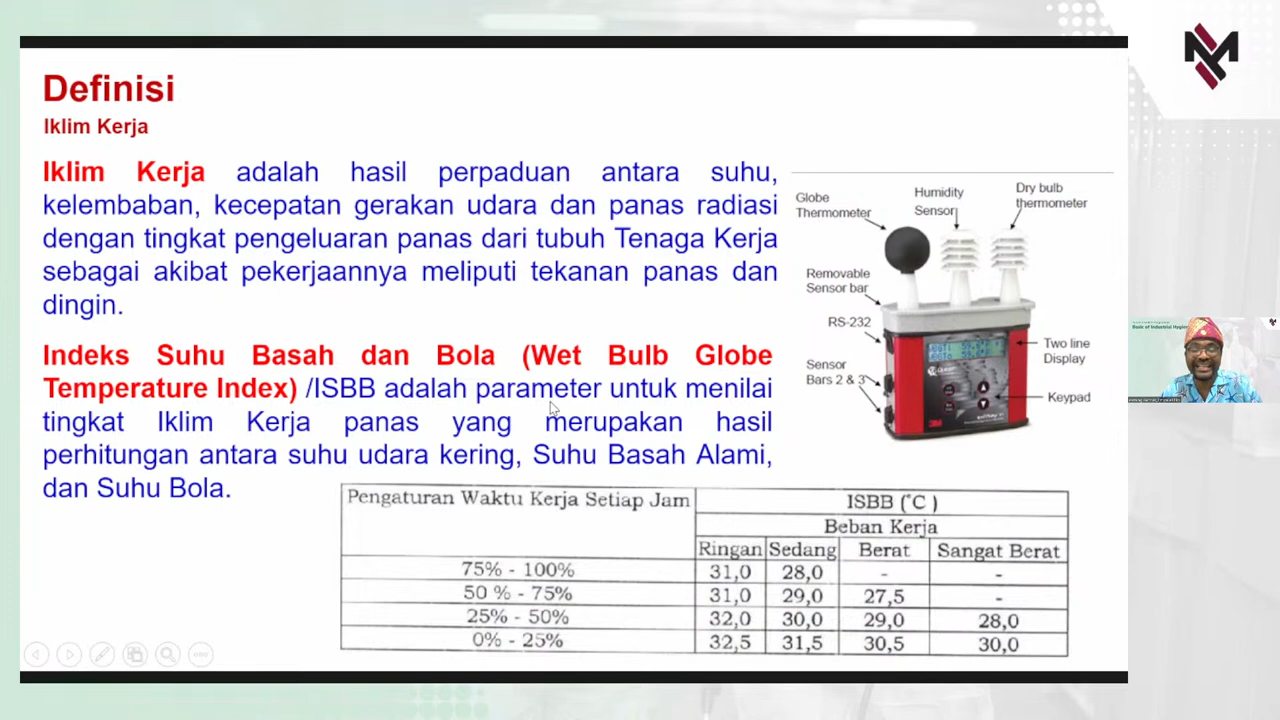 Definisi
Iklim Kerja
Iklim Kerja adalah hasil perpaduan antara suhu,
kelembaban, kecepatan gerakan udara dan panas radiasi
dengan tingkat pengeluaran panas dari tubuh Tenaga Kerja
sebagai akibat pekerjaannya meliputi tekanan panas dan
dingin.
Indeks Suhu Basah dan Bola (Wet Bulb Globe
Temperature Index) /ISBB adalah parameter untuk menilai
tingkat Iklim Kerja panas yang merupakan hasil
perhitungan antara suhu udara kering, Suhu Basah Alami,
dan Suhu Bola.
Globe
Thermometer
Humidity
Sensor
Dry bulb
thermometer
Removable
Sensor bar
RS-232
Sensor
Bars 2 & 3
Two line
Display
Keypad
3M
Pengaturan Waktu Kerja Setiap Jam ISBB (°C )
Beban Kerja
Ringan Sedang Berat Sangat Berat
75% - 100% 31,0 28,0 - -
50 % - 75% 31,0 29,0 27,5 -
25% - 50% 32,0 30,0 29,0 28,0
0% - 25% 32,5 31,5 30,5 30,0
Basic of Industrial Hygiene